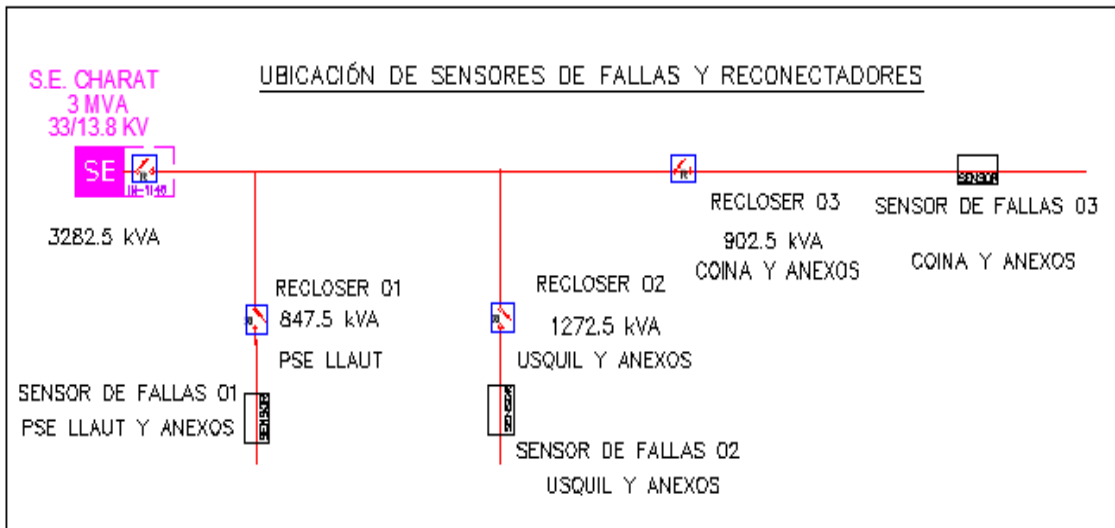 UBICACIÓN DE SENSORES DE FALLAS Y RECONECTADORES
S.E. CHARAT
3 MVA
33/13.8 KV
SE
3282.5 kVA
RECLOSER 01
847.5 kVA
PSE LLAUT
SENSOR DE FALLAS 01
PSE LLAUT Y ANEXOS
SENSOR
RECLOSER 02
1272.5 kVA
USQUIL Y ANEXOS
SENSOR
SENSOR DE FALLAS 02
USQUIL Y ANEXOS
RECLOSER 03
902.5 kVA
COINA Y ANEXOS
SENSOR
SENSOR DE FALLAS 03
COINA Y ANEXOS